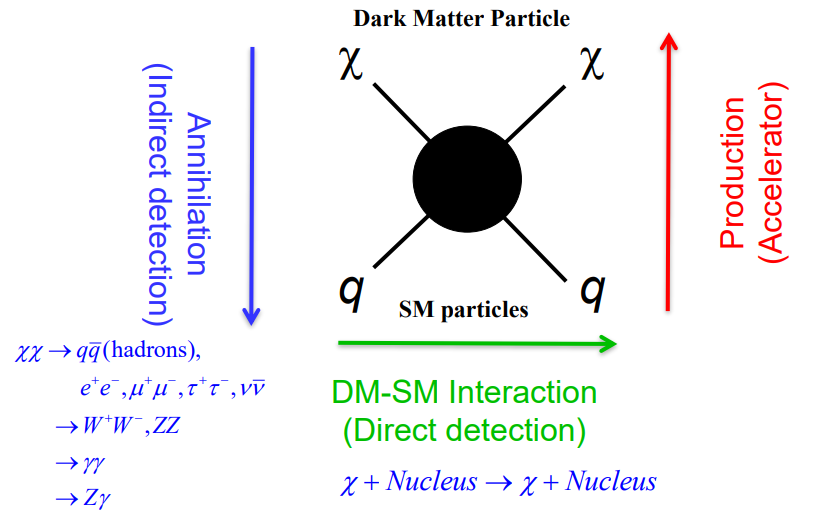 Dark Matter Particle
χ
χ
Annihilation
(Indirect detection)
Production
(Accelerator)
q
q
SM particles
χχ → qq̅ (hadrons),
e⁺e⁻, μ⁺μ⁻, τ⁺τ⁻, νν̅
→ W⁺W⁻, ZZ
→ γγ
→ Zγ
DM-SM Interaction
(Direct detection)
χ + Nucleus → χ + Nucleus